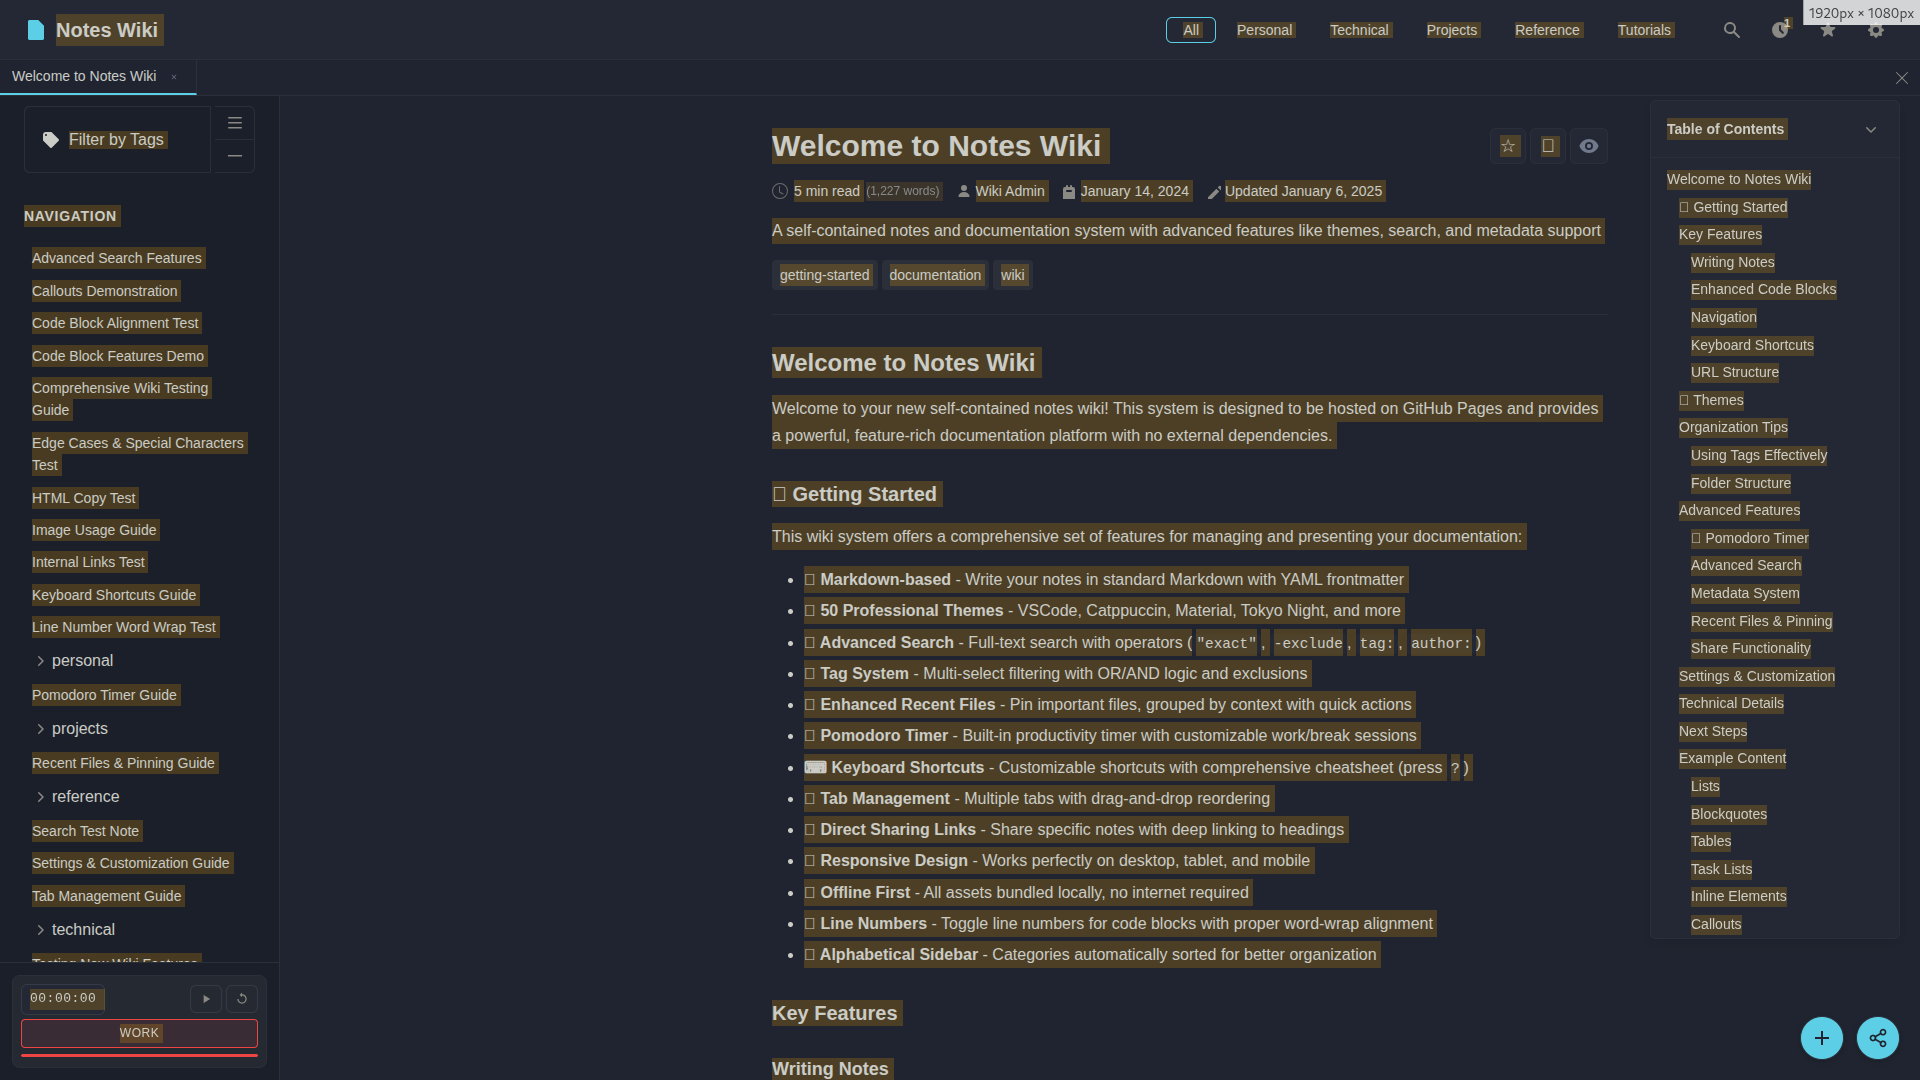 Notes Wiki
All
Personal
Technical
Projects
Reference
Tutorials
1
1920px × 1080px
Welcome to Notes Wiki ×
Filter by Tags
NAVIGATION
Advanced Search Features
Callouts Demonstration
Code Block Alignment Test
Code Block Features Demo
Comprehensive Wiki Testing
Guide
Edge Cases & Special Characters
Test
HTML Copy Test
Image Usage Guide
Internal Links Test
Keyboard Shortcuts Guide
Line Number Word Wrap Test
personal
Pomodoro Timer Guide
projects
Recent Files & Pinning Guide
reference
Search Test Note
Settings & Customization Guide
Tab Management Guide
technical
Testing New Wiki Features
00:00:00
WORK
Welcome to Notes Wiki
5 min read (1,227 words) Wiki Admin January 14, 2024 Updated January 6, 2025
A self-contained notes and documentation system with advanced features like themes, search, and metadata support
getting-started documentation wiki
Welcome to Notes Wiki
Welcome to your new self-contained notes wiki! This system is designed to be hosted on GitHub Pages and provides
a powerful, feature-rich documentation platform with no external dependencies.
Getting Started
This wiki system offers a comprehensive set of features for managing and presenting your documentation:
• Markdown-based - Write your notes in standard Markdown with YAML frontmatter
• 50 Professional Themes - VSCode, Catppuccin, Material, Tokyo Night, and more
• Advanced Search - Full-text search with operators ( "exact" , -exclude , tag: , author: )
• Tag System - Multi-select filtering with OR/AND logic and exclusions
• Enhanced Recent Files - Pin important files, grouped by context with quick actions
• Pomodoro Timer - Built-in productivity timer with customizable work/break sessions
• ⌨ Keyboard Shortcuts - Customizable shortcuts with comprehensive cheatsheet (press ? )
• Tab Management - Multiple tabs with drag-and-drop reordering
• Direct Sharing Links - Share specific notes with deep linking to headings
• Responsive Design - Works perfectly on desktop, tablet, and mobile
• Offline First - All assets bundled locally, no internet required
• Line Numbers - Toggle line numbers for code blocks with proper word-wrap alignment
• Alphabetical Sidebar - Categories automatically sorted for better organization
Key Features
Writing Notes
Table of Contents
Welcome to Notes Wiki
Getting Started
Key Features
Writing Notes
Enhanced Code Blocks
Navigation
Keyboard Shortcuts
URL Structure
Themes
Organization Tips
Using Tags Effectively
Folder Structure
Advanced Features
Pomodoro Timer
Advanced Search
Metadata System
Recent Files & Pinning
Share Functionality
Settings & Customization
Technical Details
Next Steps
Example Content
Lists
Blockquotes
Tables
Task Lists
Inline Elements
Callouts